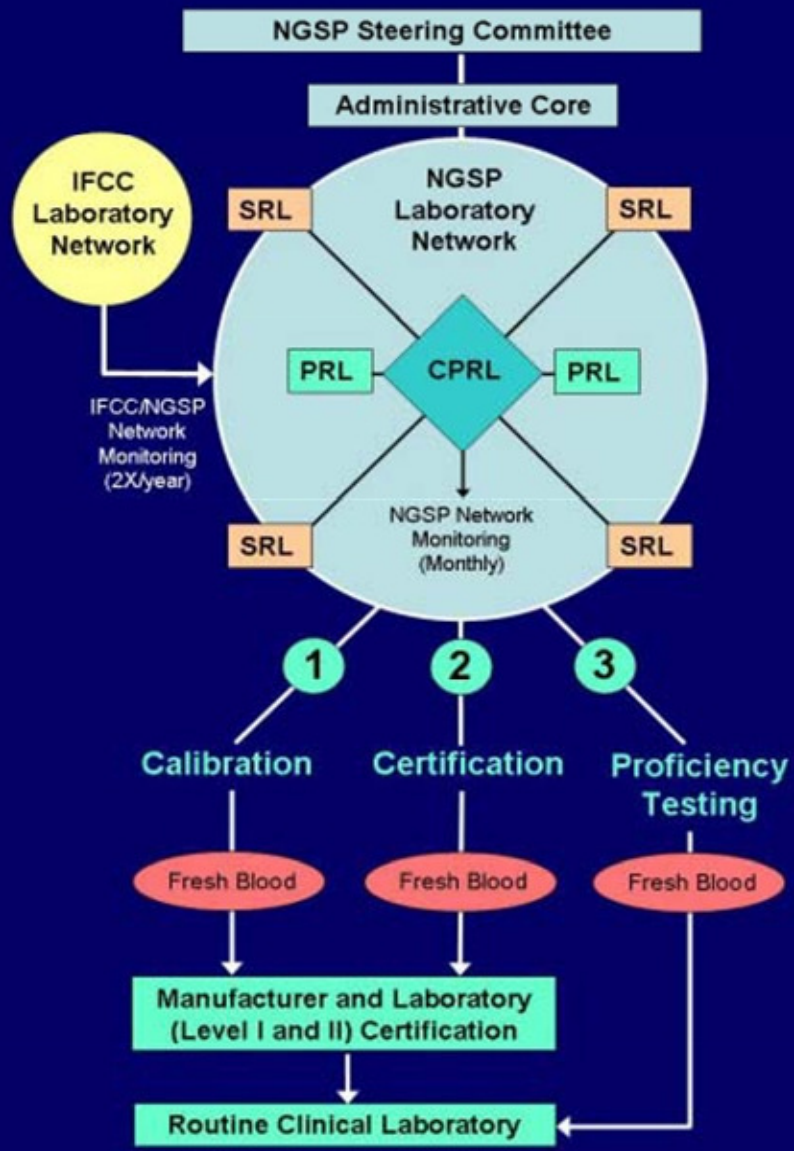 NGSP Steering Committee
Administrative Core
IFCC
Laboratory
Network
NGSP
Laboratory
Network
SRL
SRL
PRL
CPRL
PRL
IFCC/NGSP
Network
Monitoring
(2X/year)
NGSP Network
Monitoring
(Monthly)
SRL
SRL
1
2
3
Calibration
Certification
Proficiency
Testing
Fresh Blood
Fresh Blood
Fresh Blood
Manufacturer and Laboratory
(Level I and II) Certification
Routine Clinical Laboratory